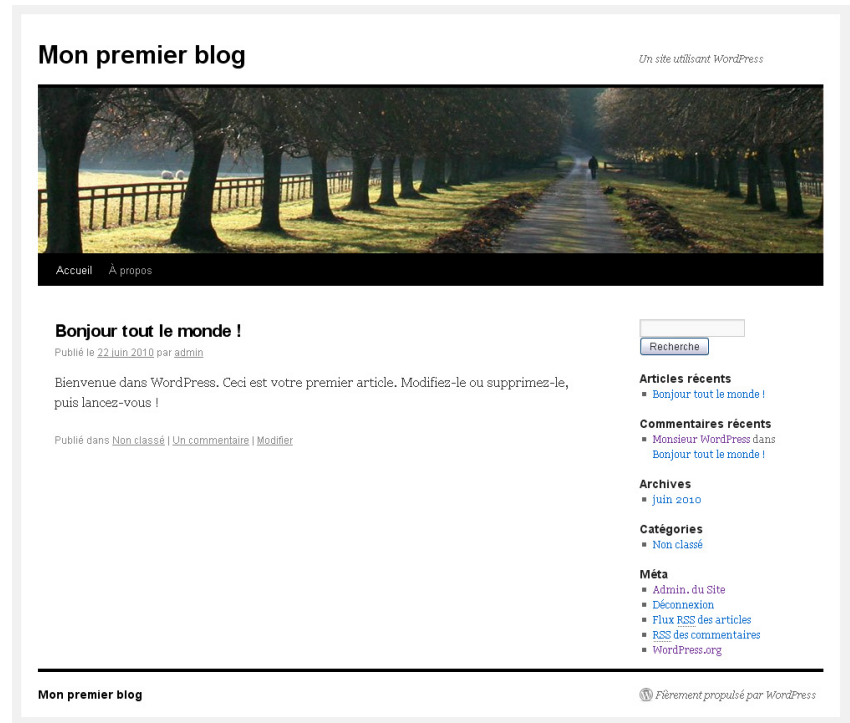 Mon premier blog
Un site utilisant WordPress
Accueil À propos
Bonjour tout le monde !
Publié le 22 juin 2010 par admin
Bienvenue dans WordPress. Ceci est votre premier article. Modifiez-le ou supprimez-le,
puis lancez-vous !
Publié dans Non classé | Un commentaire | Modifier
Recherche
Articles récents
Bonjour tout le monde !
Commentaires récents
Monsieur WordPress dans
Bonjour tout le monde !
Archives
juin 2010
Catégories
Non classé
Méta
Admin. du Site
Déconnexion
Flux RSS des articles
RSS des commentaires
WordPress.org
Mon premier blog
Fièrement propulsé par WordPress